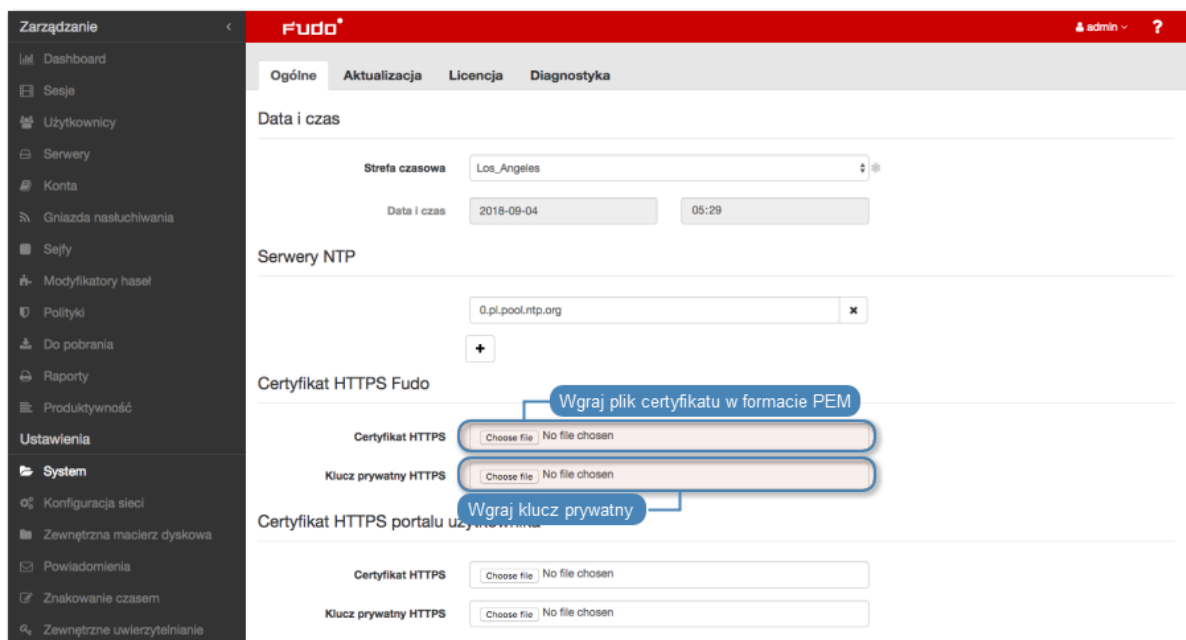 Zarządzanie
Fudo
admin
?
Dashboard
Sesje
Użytkownicy
Serwery
Konta
Gniazda nasłuchiwania
Sejfy
Modyfikatory haseł
Polityki
Do pobrania
Raporty
Produktywność
Ustawienia
System
Konfiguracja sieci
Zewnętrzna macierz dyskowa
Powiadomienia
Znakowanie czasem
Zewnętrzne uwierzytelnianie
Ogólne Aktualizacja Licencja Diagnostyka
Data i czas
Strefa czasowa Los_Angeles
Data i czas 2018-09-04 05:29
Serwery NTP
0.pl.pool.ntp.org
Certyfikat HTTPS Fudo
Wgraj plik certyfikatu w formacie PEM
Certyfikat HTTPS Choose file No file chosen
Klucz prywatny HTTPS Choose file No file chosen
Wgraj klucz prywatny
Certyfikat HTTPS portalu użytkownika
Certyfikat HTTPS Choose file No file chosen
Klucz prywatny HTTPS Choose file No file chosen